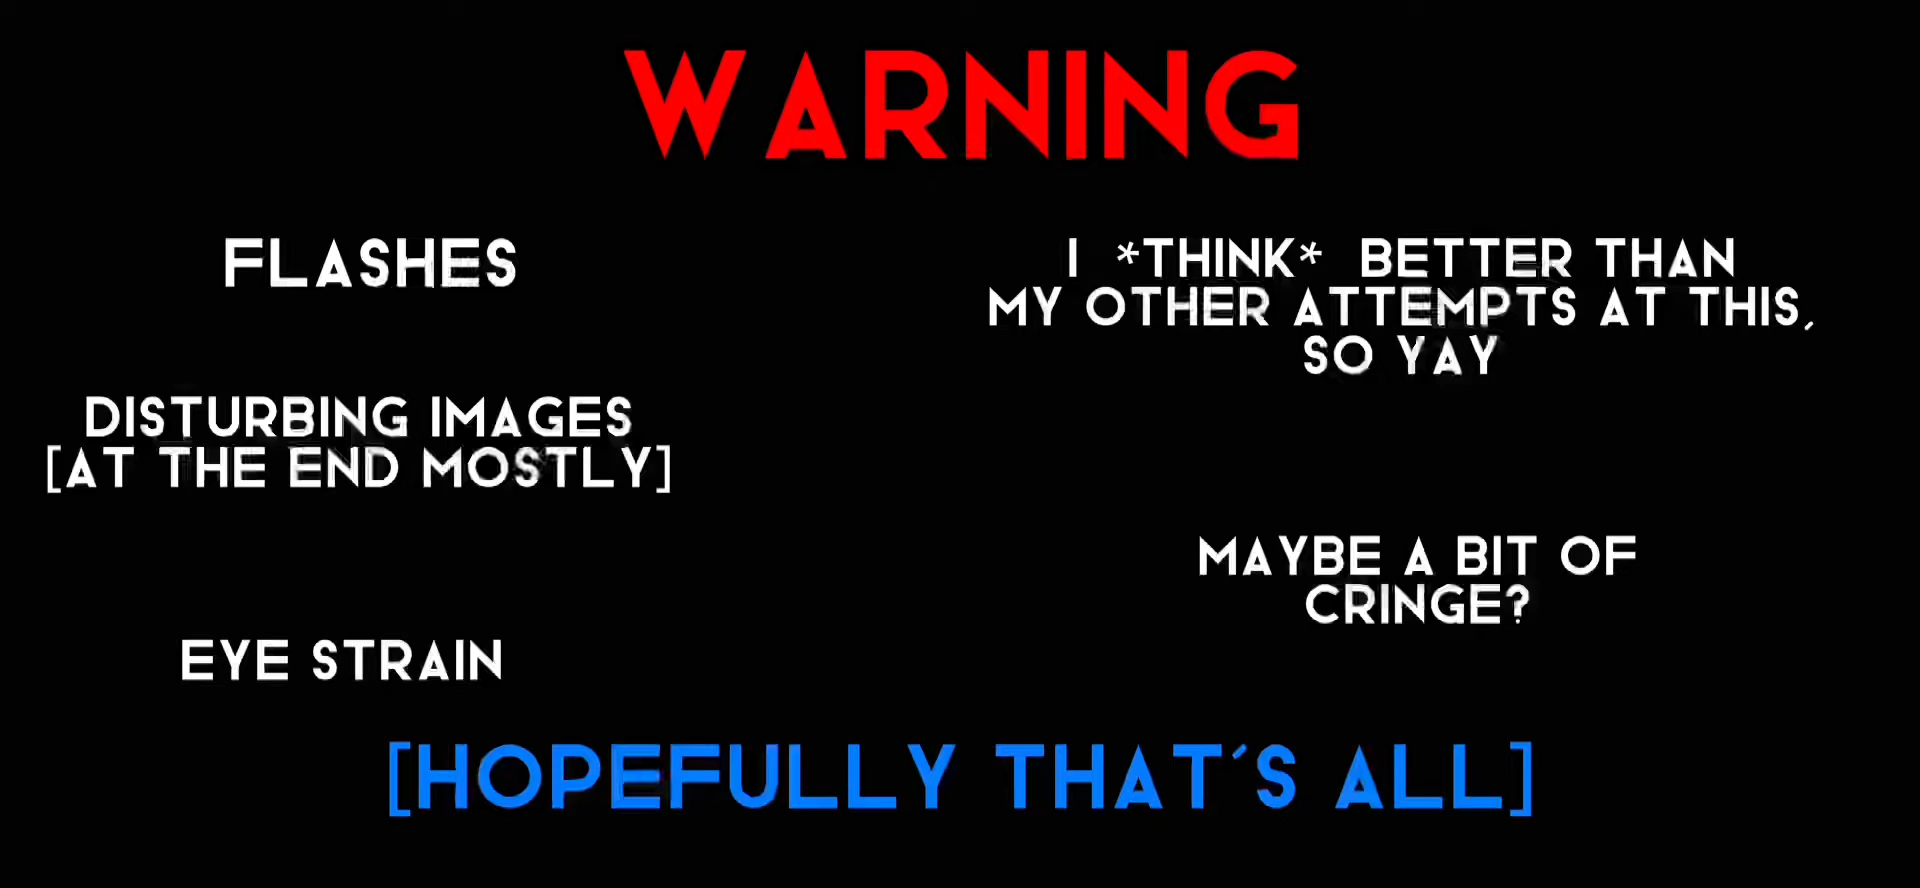 WARNING
FLASHES
DISTURBING IMAGES
[AT THE END MOSTLY]
EYE STRAIN
I *THINK* BETTER THAN
MY OTHER ATTEMPTS AT THIS,
SO YAY
MAYBE A BIT OF
CRINGE?
[HOPEFULLY THAT'S ALL]